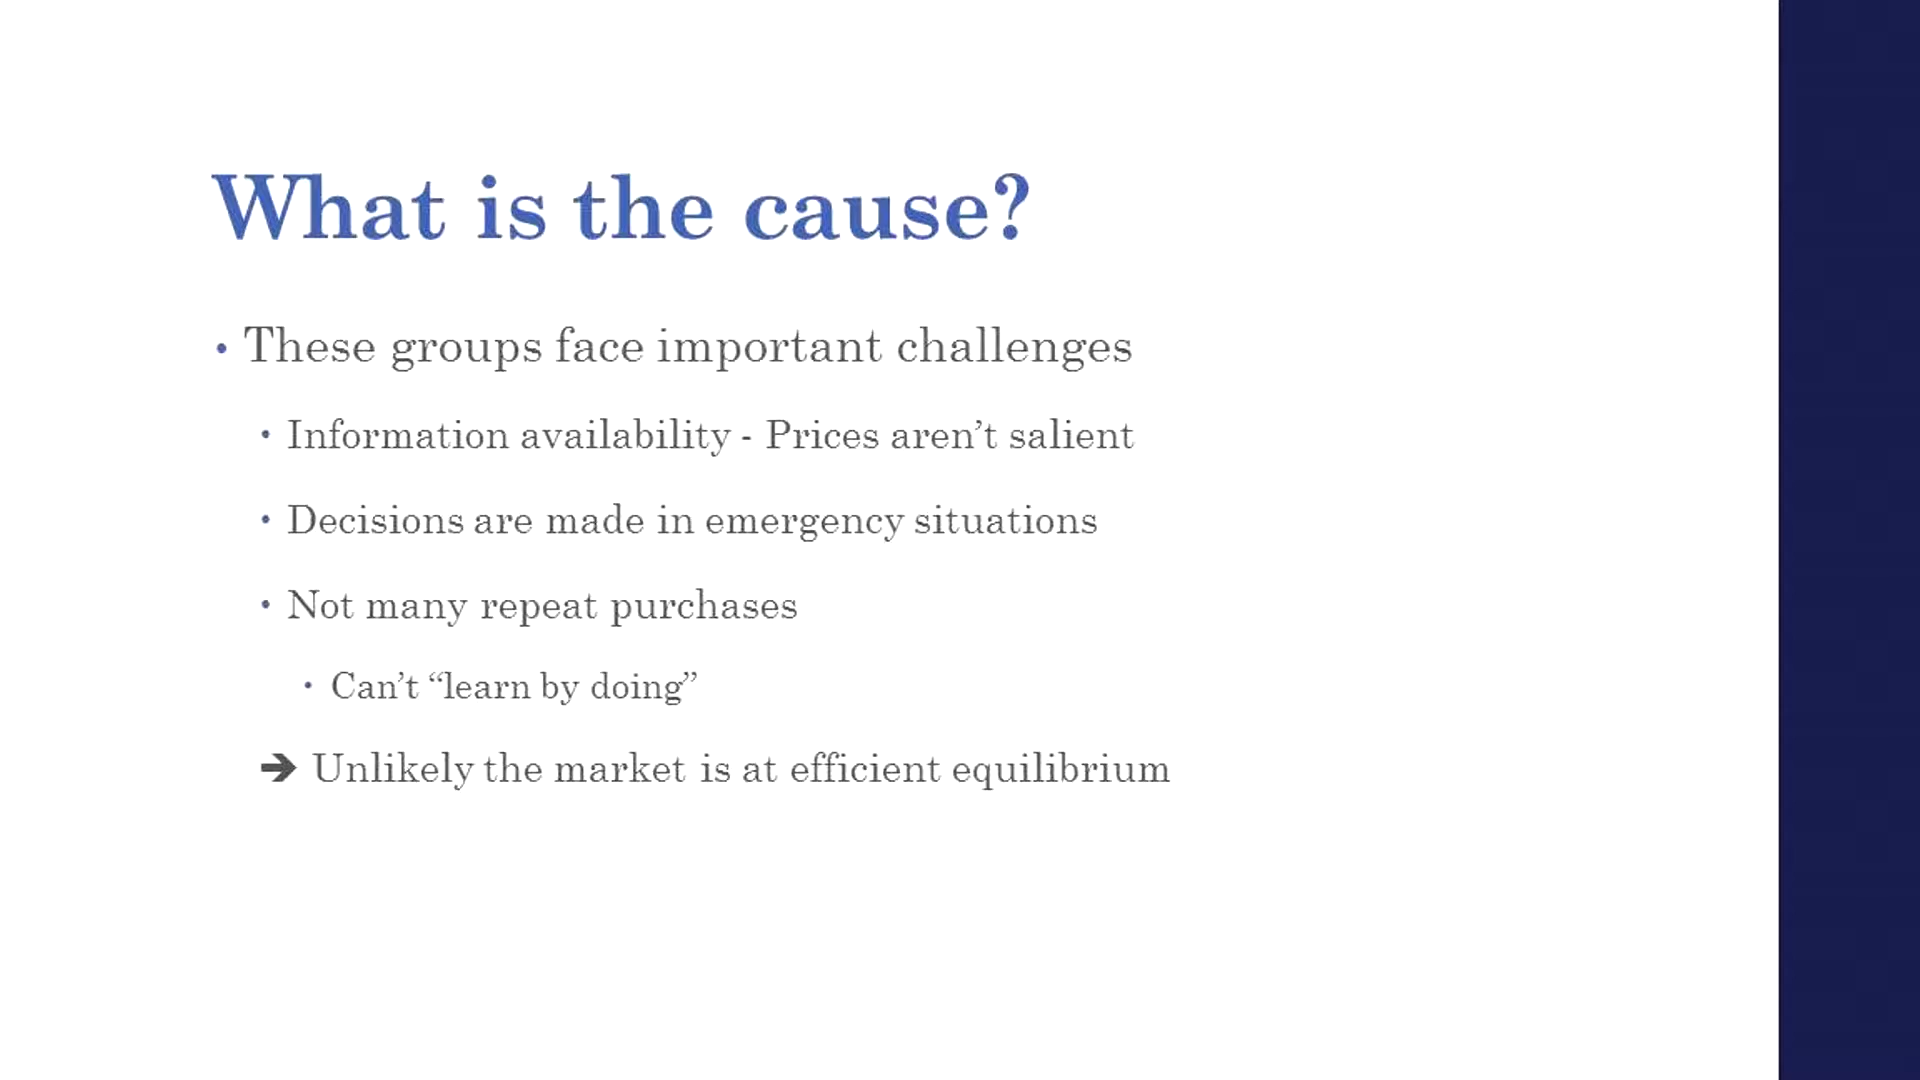 What is the cause?
• These groups face important challenges
• Information availability - Prices aren’t salient
• Decisions are made in emergency situations
• Not many repeat purchases
• Can’t “learn by doing”
➔ Unlikely the market is at efficient equilibrium